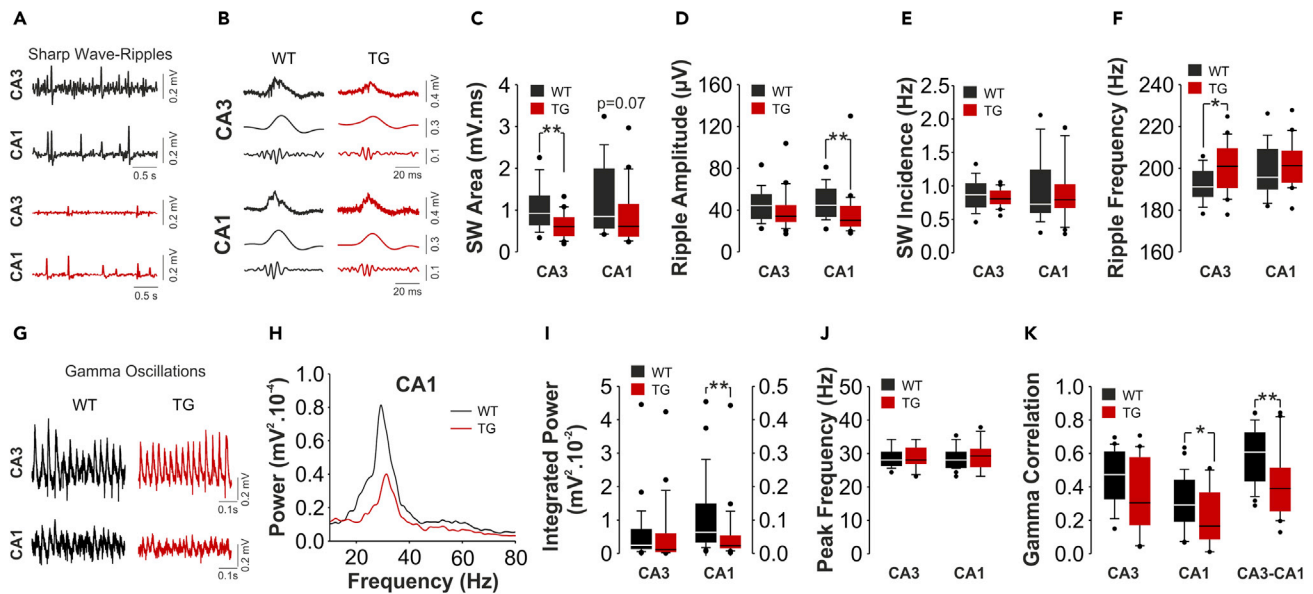 A
Sharp Wave-Ripples
CA3
0.2 mV
CA1
0.2 mV
0.5 s
CA3
0.2 mV
CA1
0.2 mV
0.5 s
B
WT TG
CA3
0.4 mV
0.3
0.1
20 ms
CA1
0.4 mV
0.3
0.1
20 ms
C
SW Area (mV.ms)
4
3
2
1
0
WT
TG
p=0.07
**
CA3 CA1
D
Ripple Amplitude (µV)
160
120
80
40
0
WT
TG
**
CA3 CA1
E
SW Incidence (Hz)
2.5
2.0
1.5
1.0
0.5
0.0
WT
TG
CA3 CA1
F
Ripple Frequency (Hz)
240
220
200
180
160
WT
TG
*
CA3 CA1
G
Gamma Oscillations
WT TG
CA3
0.2 mV
0.1s
CA1
0.2 mV
0.1s
H
CA1
Power (mV².10⁻⁴)
1.0
0.8
0.6
0.4
0.2
0.0
WT
TG
20 40 60 80
Frequency (Hz)
I
Integrated Power
(mV².10⁻²)
5
4
3
2
1
0
WT
TG
**
0.5
0.4
0.3
0.2
0.1
0.0
CA3 CA1
J
Peak Frequency (Hz)
50
40
30
20
10
0
WT
TG
CA3 CA1
K
Gamma Correlation
1.0
0.8
0.6
0.4
0.2
0.0
WT
TG
*
**
CA3 CA1 CA3-CA1